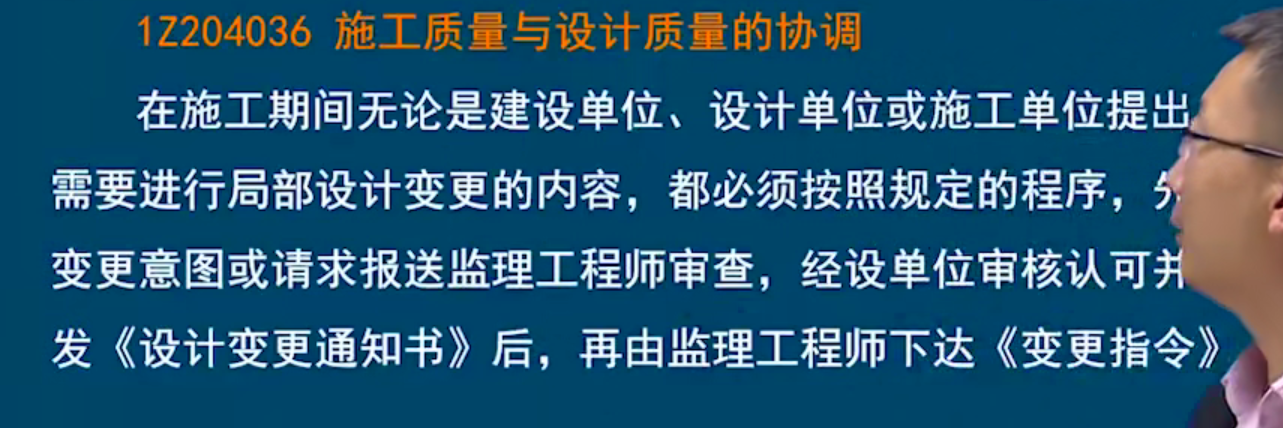 1Z204036 施工质量与设计质量的协调
在施工期间无论是建设单位、设计单位或施工单位提出
需要进行局部设计变更的内容，都必须按照规定的程序，
变更意图或请求报送监理工程师审查，经设单位审核认可并
发《设计变更通知书》后，再由监理工程师下达《变更指令》